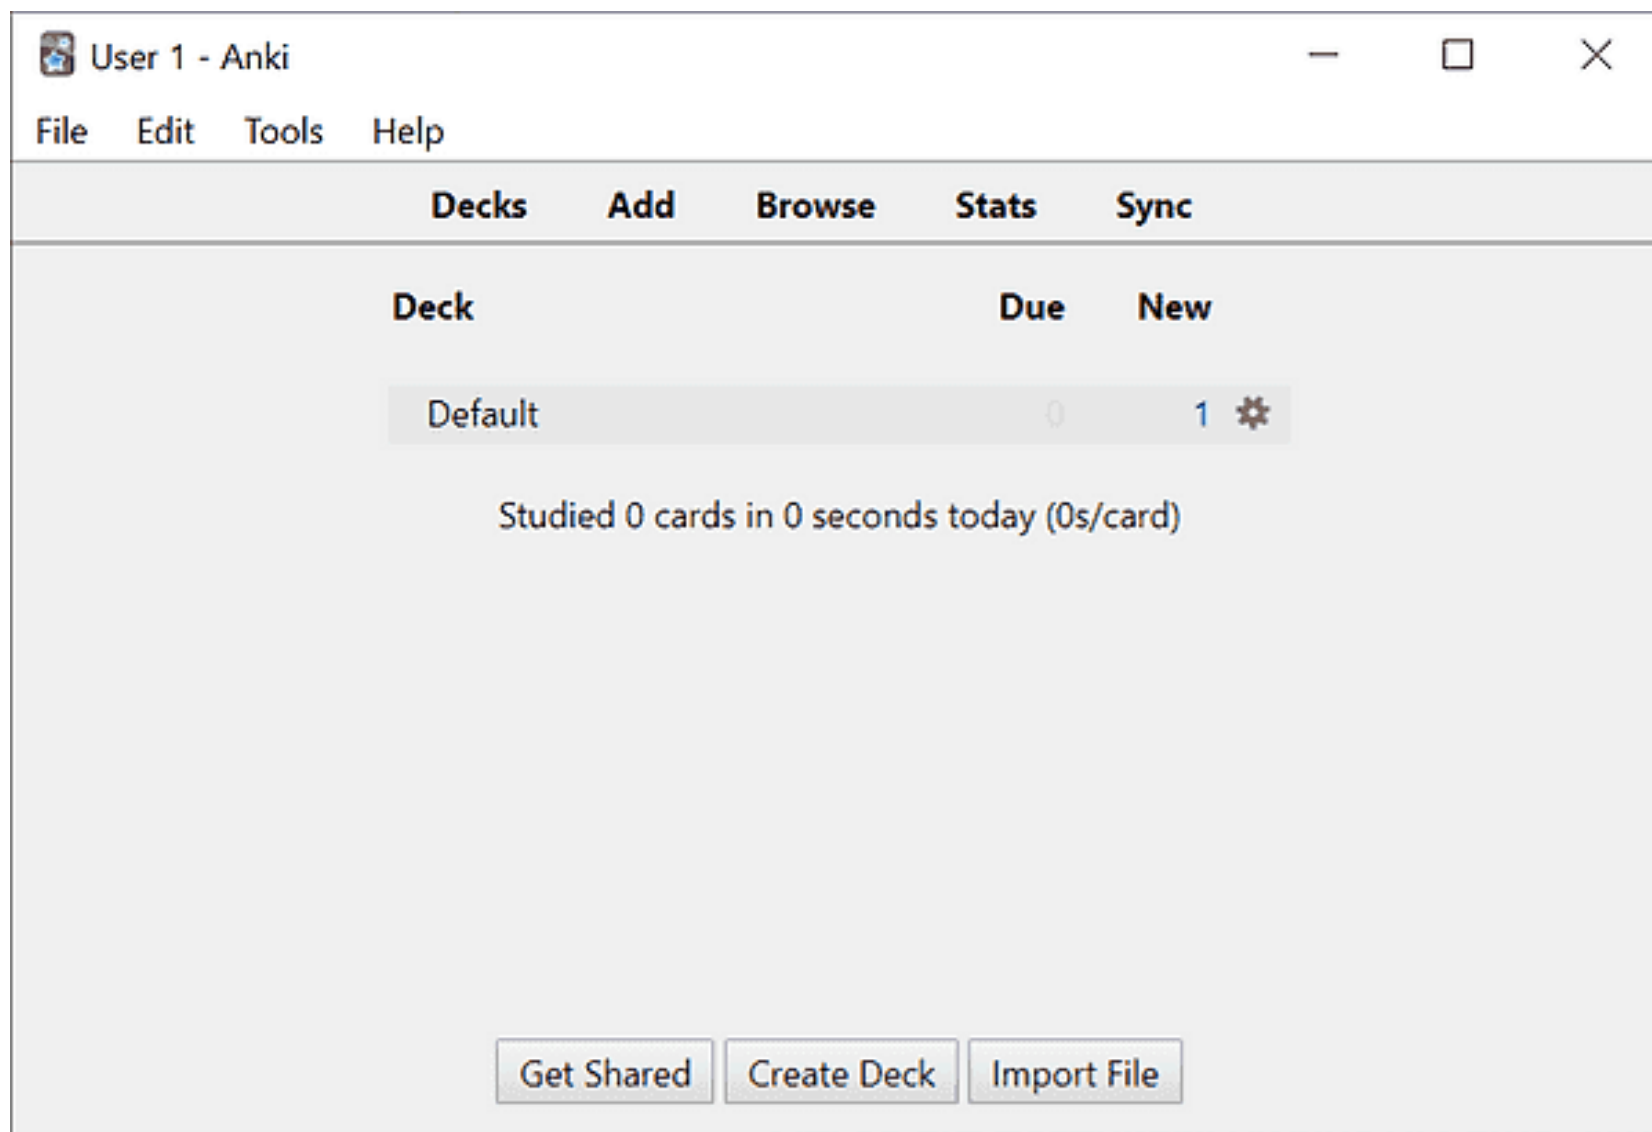 User 1 - Anki
File Edit Tools Help
Decks Add Browse Stats Sync
Deck Due New
Default 0 1
Studied 0 cards in 0 seconds today (0s/card)
Get Shared Create Deck Import File